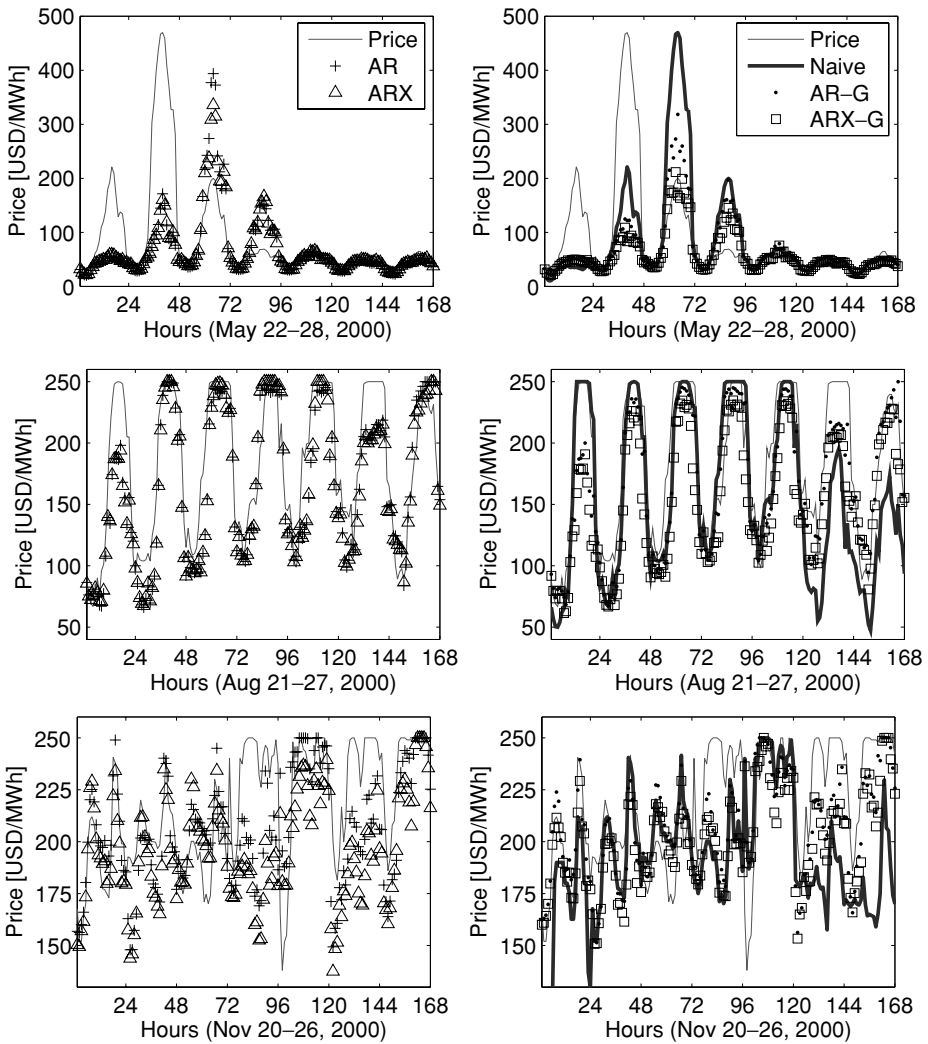 500
400
300
200
100
0
Price [USD/MWh]
Price
AR
ARX
24 48 72 96 120 144 168
Hours (May 22−28, 2000)
500
400
300
200
100
0
Price [USD/MWh]
Price
Naive
AR−G
ARX−G
24 48 72 96 120 144 168
Hours (May 22−28, 2000)
250
200
150
100
50
Price [USD/MWh]
24 48 72 96 120 144 168
Hours (Aug 21−27, 2000)
250
200
150
100
50
Price [USD/MWh]
24 48 72 96 120 144 168
Hours (Aug 21−27, 2000)
250
225
200
175
150
Price [USD/MWh]
24 48 72 96 120 144 168
Hours (Nov 20−26, 2000)
250
225
200
175
150
Price [USD/MWh]
24 48 72 96 120 144 168
Hours (Nov 20−26, 2000)